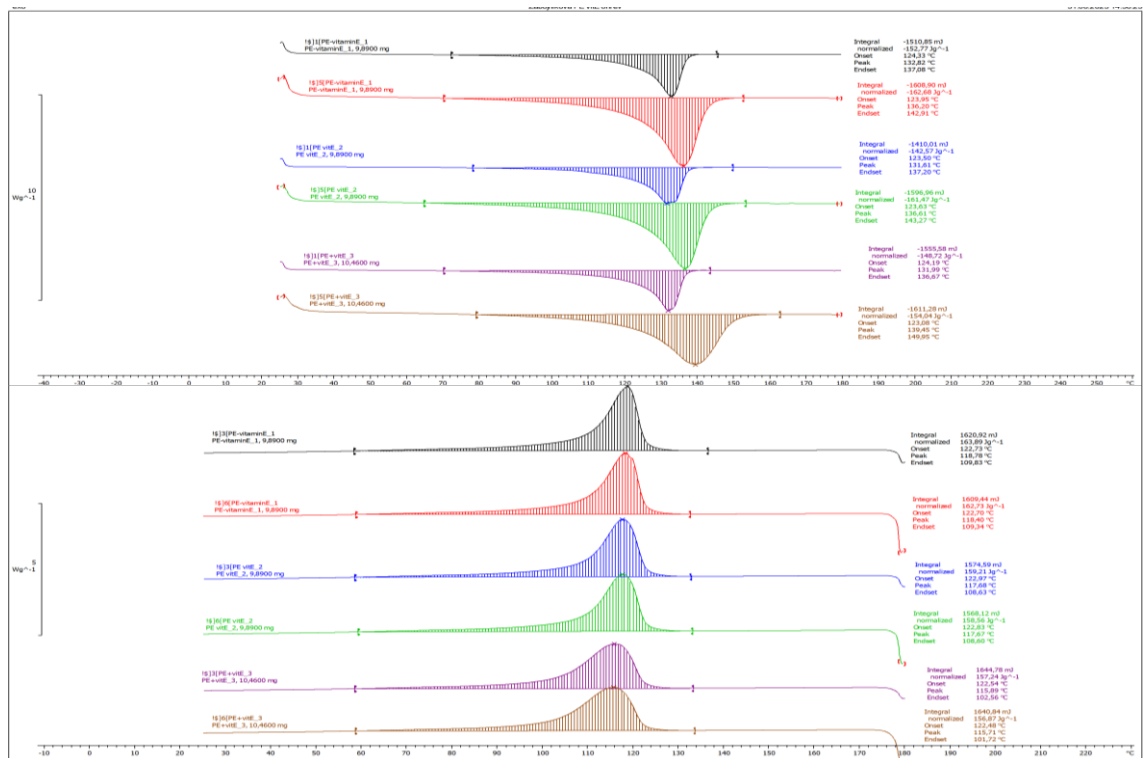 !$]1[PE-vitaminE_1
PE-vitaminE_1, 9,8900 mg
Integral -1510,85 mJ
normalized -152,77 Jg^-1
Onset 124,33 °C
Peak 132,82 °C
Endset 137,08 °C
!$]5[PE-vitaminE_1
PE-vitaminE_1, 9,8900 mg
Integral -1608,90 mJ
normalized -162,68 Jg^-1
Onset 123,95 °C
Peak 136,20 °C
Endset 142,91 °C
!$]1[PE vitE_2
PE vitE_2, 9,8900 mg
Integral -1410,01 mJ
normalized -142,57 Jg^-1
Onset 123,50 °C
Peak 131,61 °C
Endset 137,20 °C
10
Wg^-1
!$]5[PE vitE_2
PE vitE_2, 9,8900 mg
Integral -1596,96 mJ
normalized -161,47 Jg^-1
Onset 123,63 °C
Peak 136,61 °C
Endset 143,27 °C
!$]1[PE+vitE_3
PE+vitE_3, 10,4600 mg
Integral -1555,58 mJ
normalized -148,72 Jg^-1
Onset 124,19 °C
Peak 131,99 °C
Endset 136,67 °C
!$]5[PE+vitE_3
PE+vitE_3, 10,4600 mg
Integral -1611,28 mJ
normalized -154,04 Jg^-1
Onset 123,08 °C
Peak 139,45 °C
Endset 149,95 °C
-40 -30 -20 -10 0 10 20 30 40 50 60 70 80 90 100 110 120 130 140 150 160 170 180 190 200 210 220 230 240 250 °C
!$]3[PE-vitaminE_1
PE-vitaminE_1, 9,8900 mg
Integral 1620,92 mJ
normalized 163,89 Jg^-1
Onset 122,73 °C
Peak 118,78 °C
Endset 109,83 °C
!$]6[PE-vitaminE_1
PE-vitaminE_1, 9,8900 mg
Integral 1609,44 mJ
normalized 162,73 Jg^-1
Onset 122,70 °C
Peak 118,40 °C
Endset 109,34 °C
5
Wg^-1
!$]3[PE vitE_2
PE vitE_2, 9,8900 mg
Integral 1574,59 mJ
normalized 159,21 Jg^-1
Onset 122,97 °C
Peak 117,68 °C
Endset 108,63 °C
!$]6[PE vitE_2
PE vitE_2, 9,8900 mg
Integral 1568,12 mJ
normalized 158,56 Jg^-1
Onset 122,83 °C
Peak 117,67 °C
Endset 108,60 °C
!$]3[PE+vitE_3
PE+vitE_3, 10,4600 mg
Integral 1644,78 mJ
normalized 157,24 Jg^-1
Onset 122,54 °C
Peak 115,89 °C
Endset 102,56 °C
!$]6[PE+vitE_3
PE+vitE_3, 10,4600 mg
Integral 1640,84 mJ
normalized 156,87 Jg^-1
Onset 122,48 °C
Peak 115,71 °C
Endset 101,72 °C
-10 0 10 20 30 40 50 60 70 80 90 100 110 120 130 140 150 160 170 180 190 200 210 220 °C